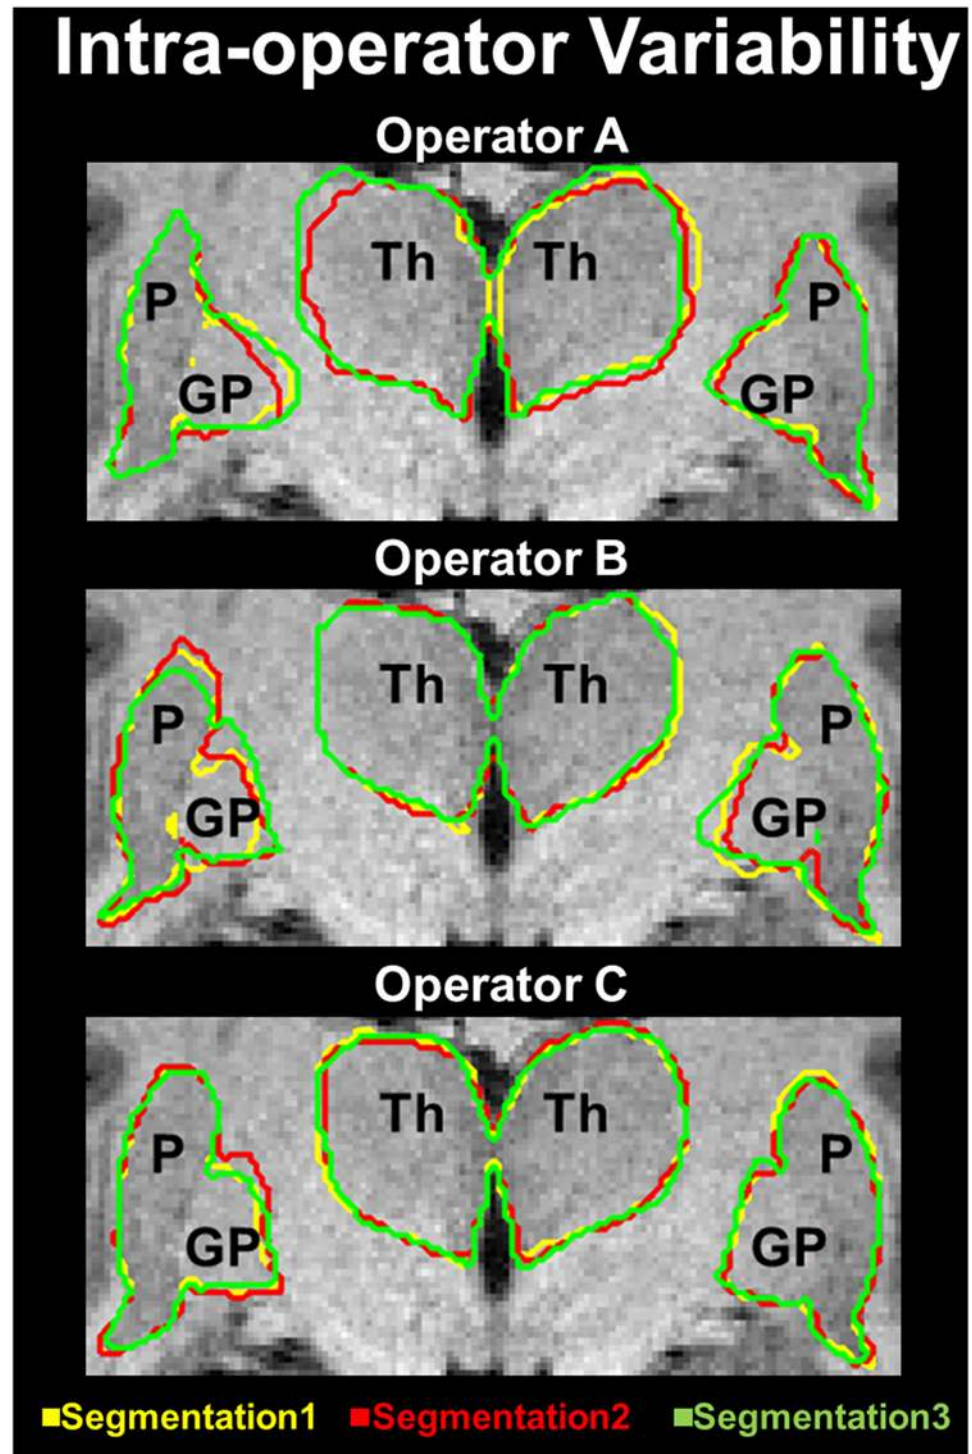 Intra-operator Variability
Operator A
Th Th
P P
GP GP
Operator B
Th Th
P P
GP GP
Operator C
Th Th
P P
GP GP
Segmentation1 Segmentation2 Segmentation3